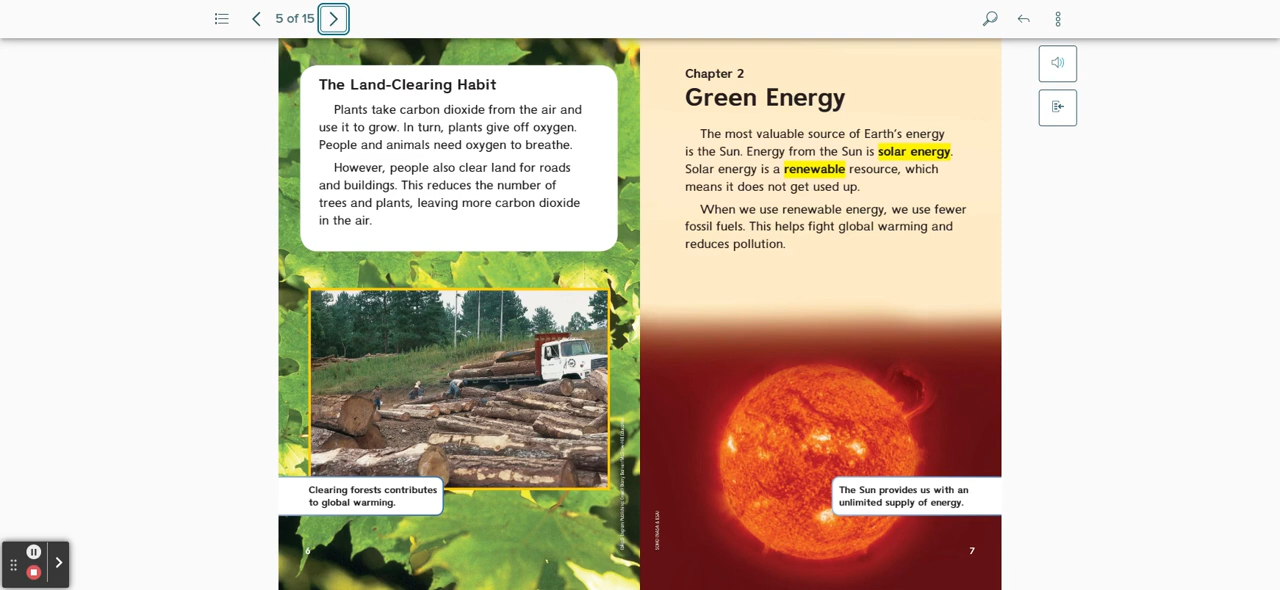 5 of 15
The Land-Clearing Habit
Plants take carbon dioxide from the air and
use it to grow. In turn, plants give off oxygen.
People and animals need oxygen to breathe.
However, people also clear land for roads
and buildings. This reduces the number of
trees and plants, leaving more carbon dioxide
in the air.
Clearing forests contributes
to global warming.
6
Chapter 2
Green Energy
The most valuable source of Earth's energy
is the Sun. Energy from the Sun is solar energy.
Solar energy is a renewable resource, which
means it does not get used up.
When we use renewable energy, we use fewer
fossil fuels. This helps fight global warming and
reduces pollution.
The Sun provides us with an
unlimited supply of energy.
7